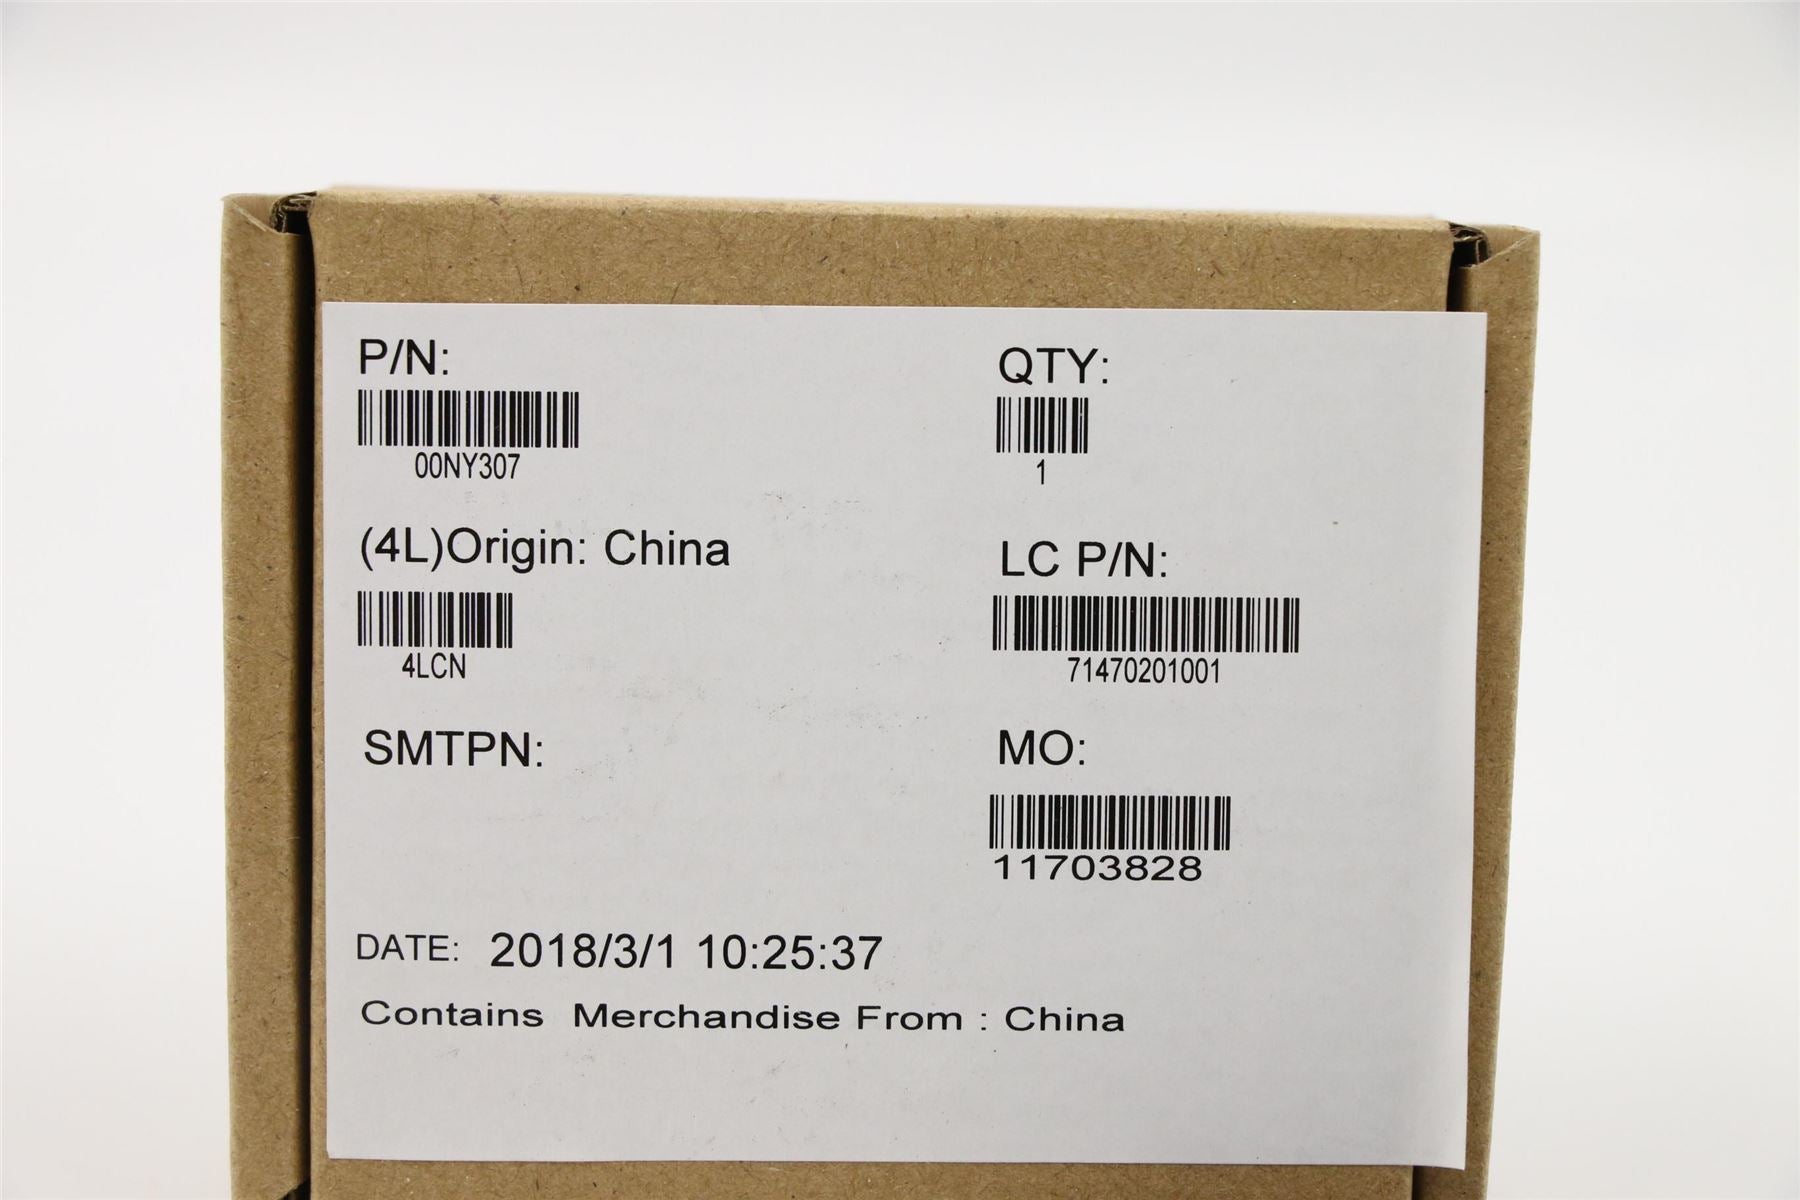 P/N:
QTY:
00NY307
1
(4L)Origin: China
LC P/N:
4LCN
71470201001
SMTPN:
MO:
11703828
DATE: 2018/3/1 10:25:37
Contains Merchandise From : China